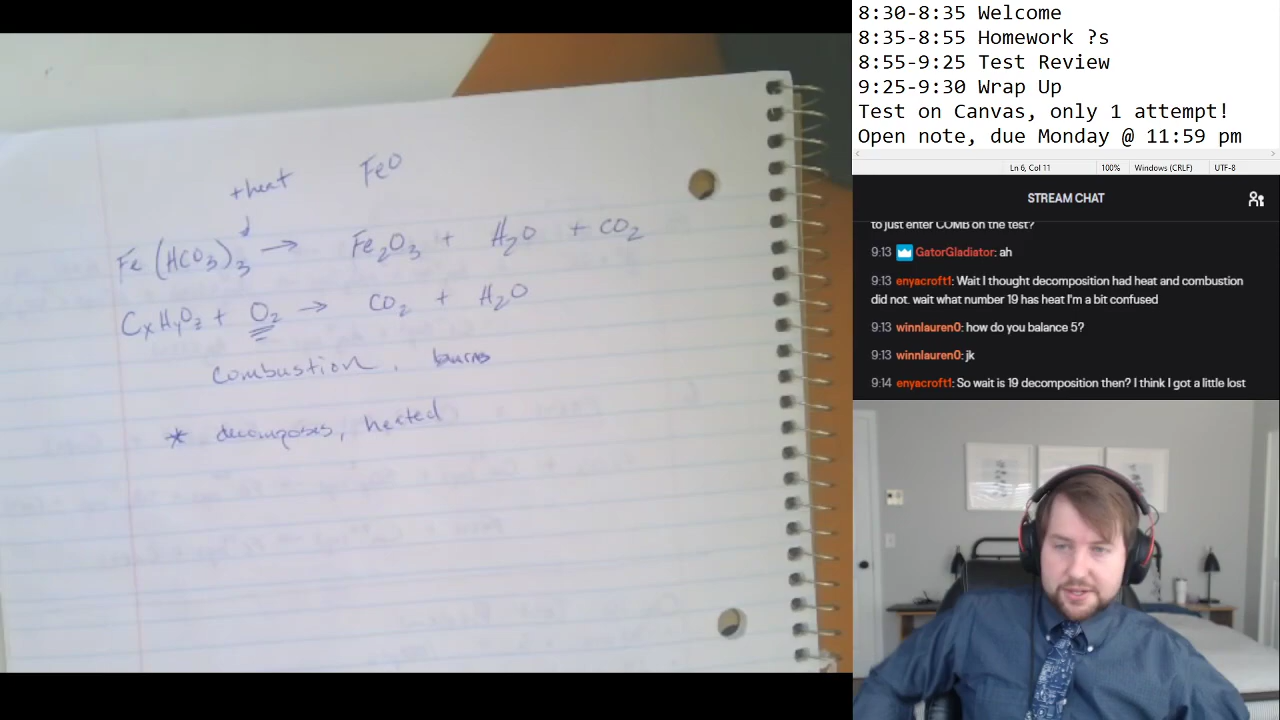 8:30-8:35 Welcome
8:35-8:55 Homework ?s
8:55-9:25 Test Review
9:25-9:30 Wrap Up
Test on Canvas, only 1 attempt!
Open note, due Monday @ 11:59 pm
Ln 6, Col 11 100% Windows (CRLF) UTF-8
STREAM CHAT
to just enter COMB on the test?
9:13 GatorGladiator: ah
9:13 enyacroft1: Wait I thought decomposition had heat and combustion
did not. wait what number 19 has heat I'm a bit confused
9:13 winnlauren0: how do you balance 5?
9:13 winnlauren0: jk
9:14 enyacroft1: So wait is 19 decomposition then? I think I got a little lost
+heat FeO
Fe(HCO3)3 → Fe2O3 + H2O + CO2
CxHyOz + O2 → CO2 + H2O
combustion, burns
* decomposes, heated